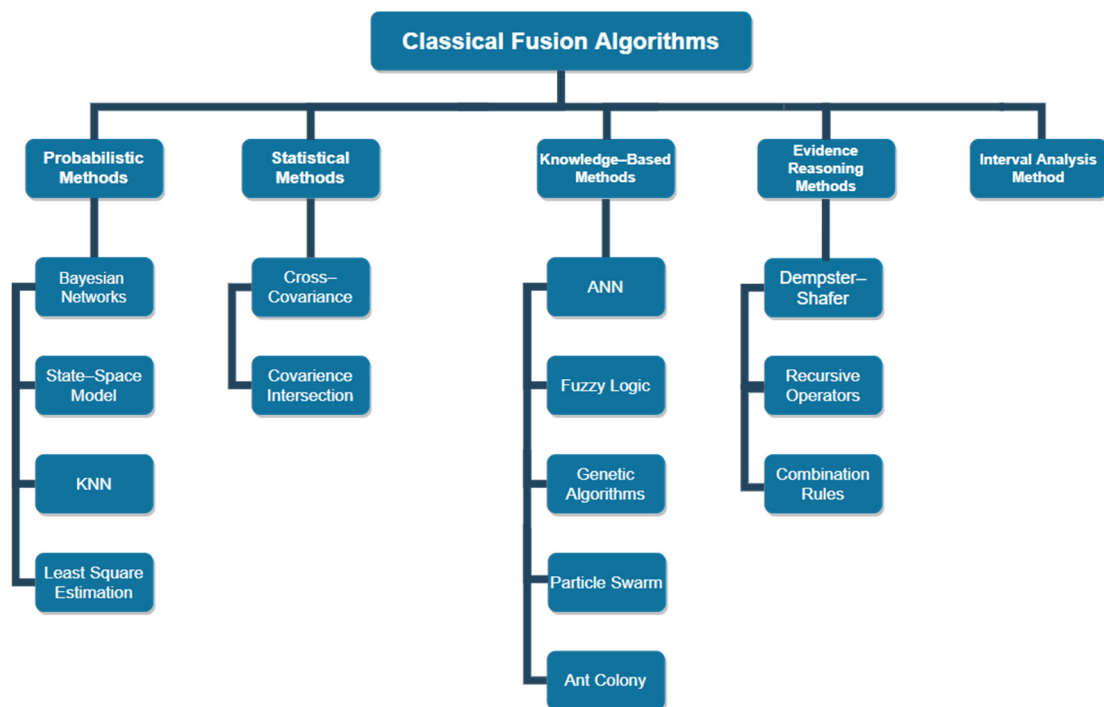 Classical Fusion Algorithms
Probabilistic
Methods
Statistical
Methods
Knowledge–Based
Methods
Evidence
Reasoning
Methods
Interval Analysis
Method
Bayesian
Networks
State–Space
Model
KNN
Least Square
Estimation
Cross–
Covariance
Covarience
Intersection
ANN
Fuzzy Logic
Genetic
Algorithms
Particle Swarm
Ant Colony
Dempster–
Shafer
Recursive
Operators
Combination
Rules